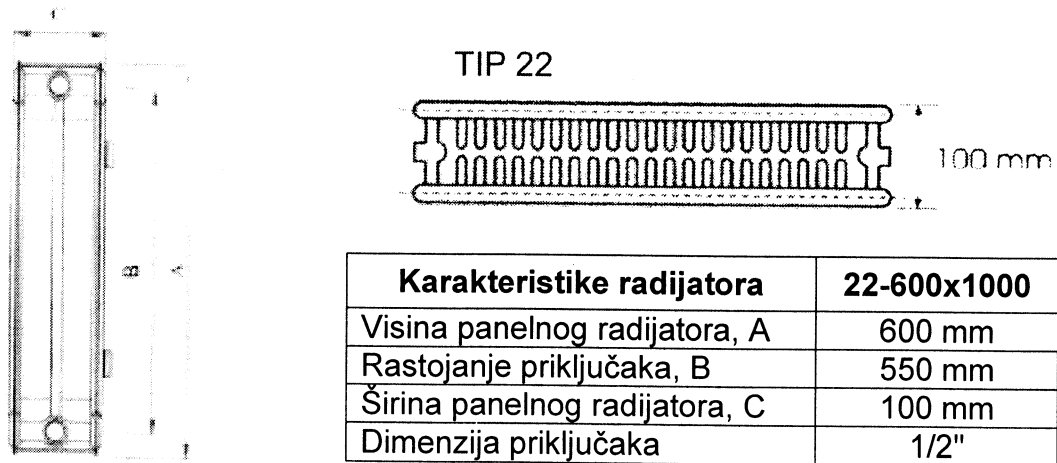 C
TIP 22
100 mm
B
A
Karakteristike radijatora 22-600x1000
Visina panelnog radijatora, A 600 mm
Rastojanje priključaka, B 550 mm
Širina panelnog radijatora, C 100 mm
Dimenzija priključaka 1/2"